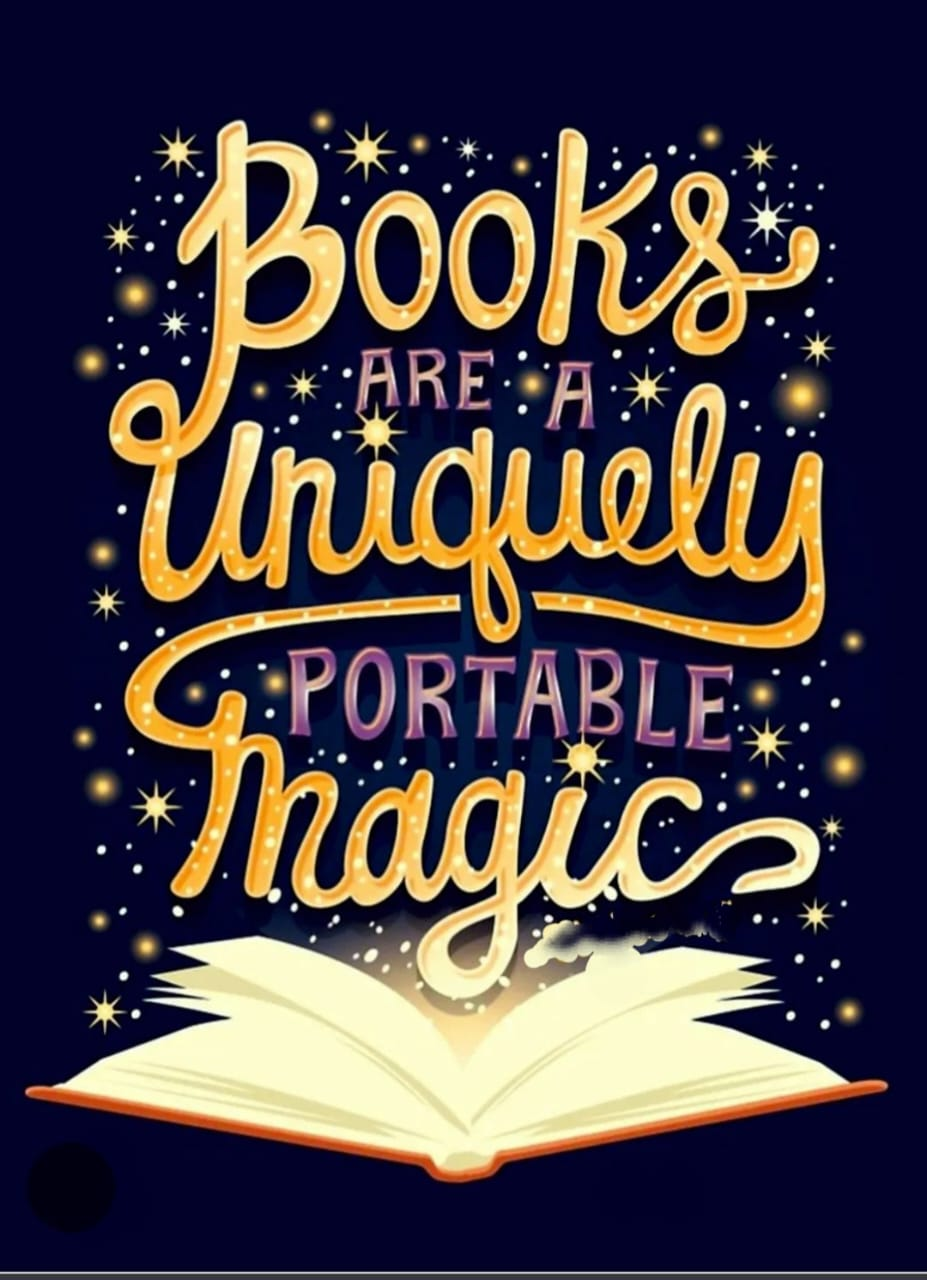 Books
ARE A
Uniquely
PORTABLE
magic